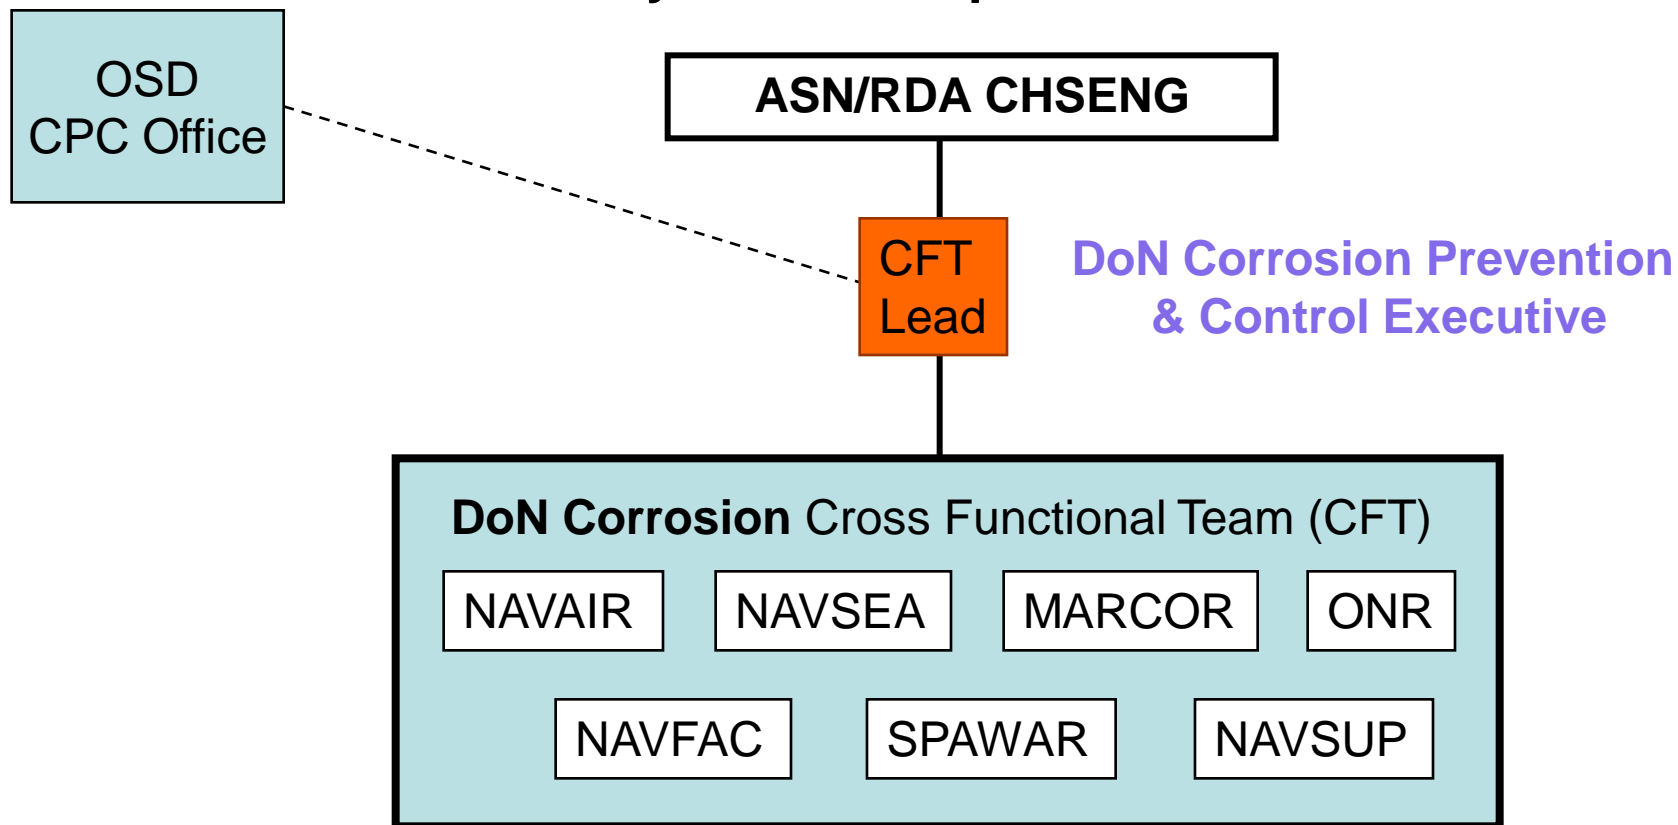 OSD
CPC Office
ASN/RDA CHSENG
CFT
Lead
DoN Corrosion Prevention
& Control Executive
DoN Corrosion Cross Functional Team (CFT)
NAVAIR NAVSEA MARCOR ONR
NAVFAC SPAWAR NAVSUP